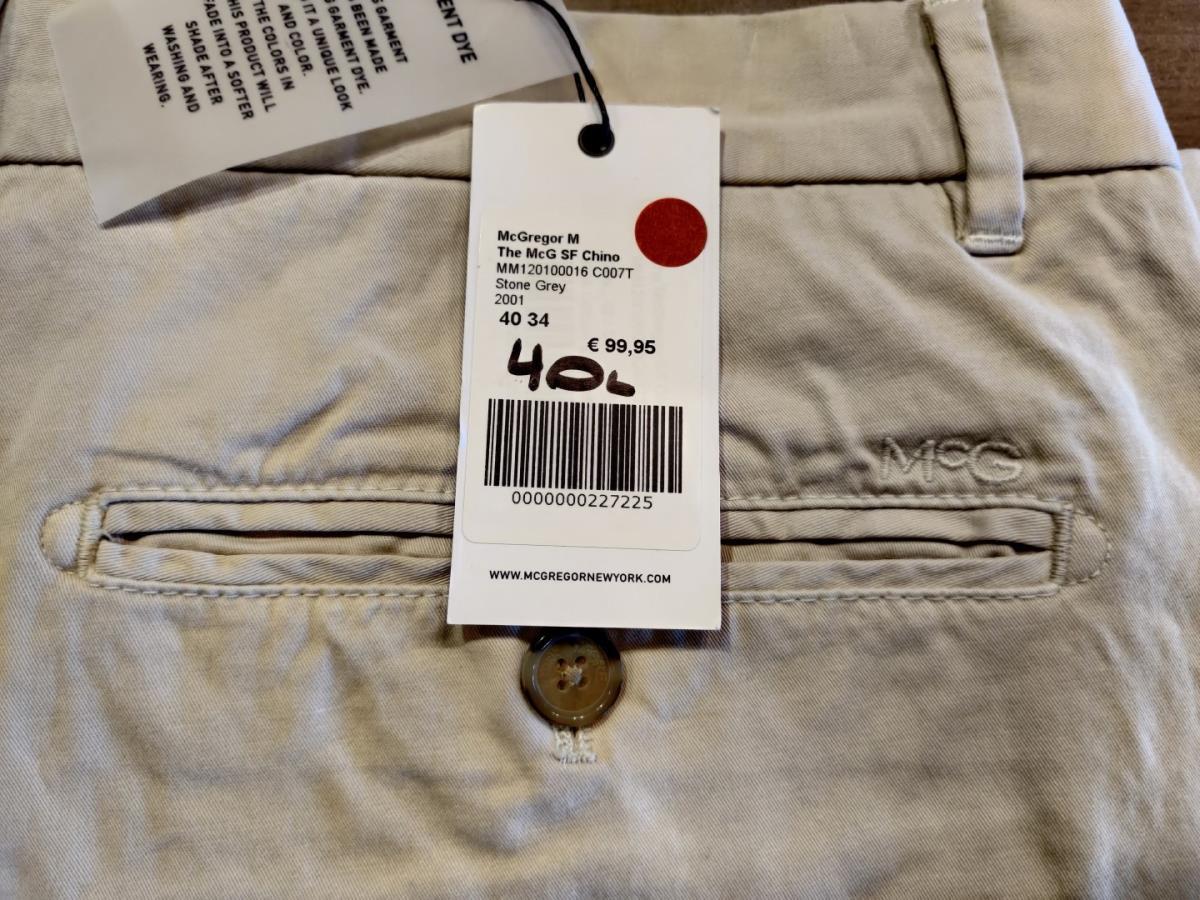 ENT DYE
GARMENT
BEEN MADE
GARMENT DYE.
IT A UNIQUE LOOK
AND COLOR.
THE COLORS IN
THIS PRODUCT WILL
FADE INTO A SOFTER
SHADE AFTER
WASHING AND
WEARING.
McGregor M
The McG SF Chino
MM120100016 C007T
Stone Grey
2001
40 34
€ 99,95
40L
0000000227225
WWW.MCGREGORNEWYORK.COM
McG